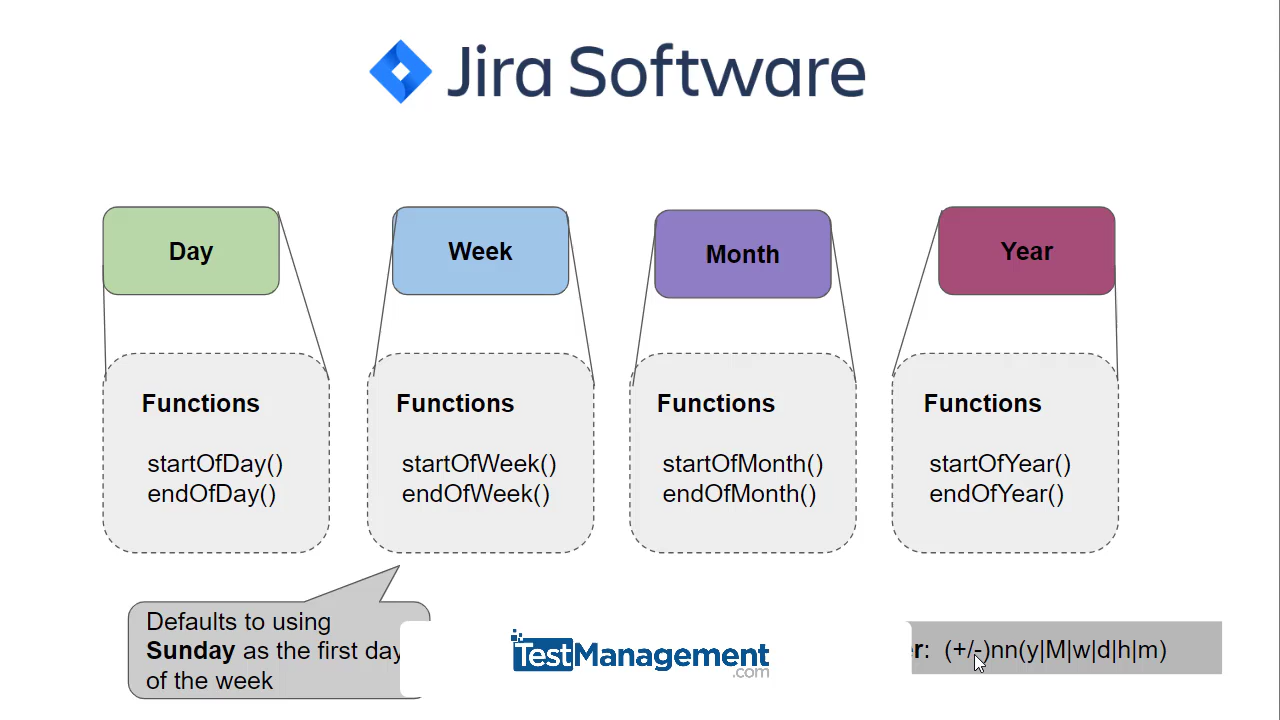 Jira Software
Day
Week
Month
Year
Functions
startOfDay()
endOfDay()
Functions
startOfWeek()
endOfWeek()
Functions
startOfMonth()
endOfMonth()
Functions
startOfYear()
endOfYear()
Defaults to using
Sunday as the first day
of the week
TestManagement
.com
(+/-)nn(y|M|w|d|h|m)